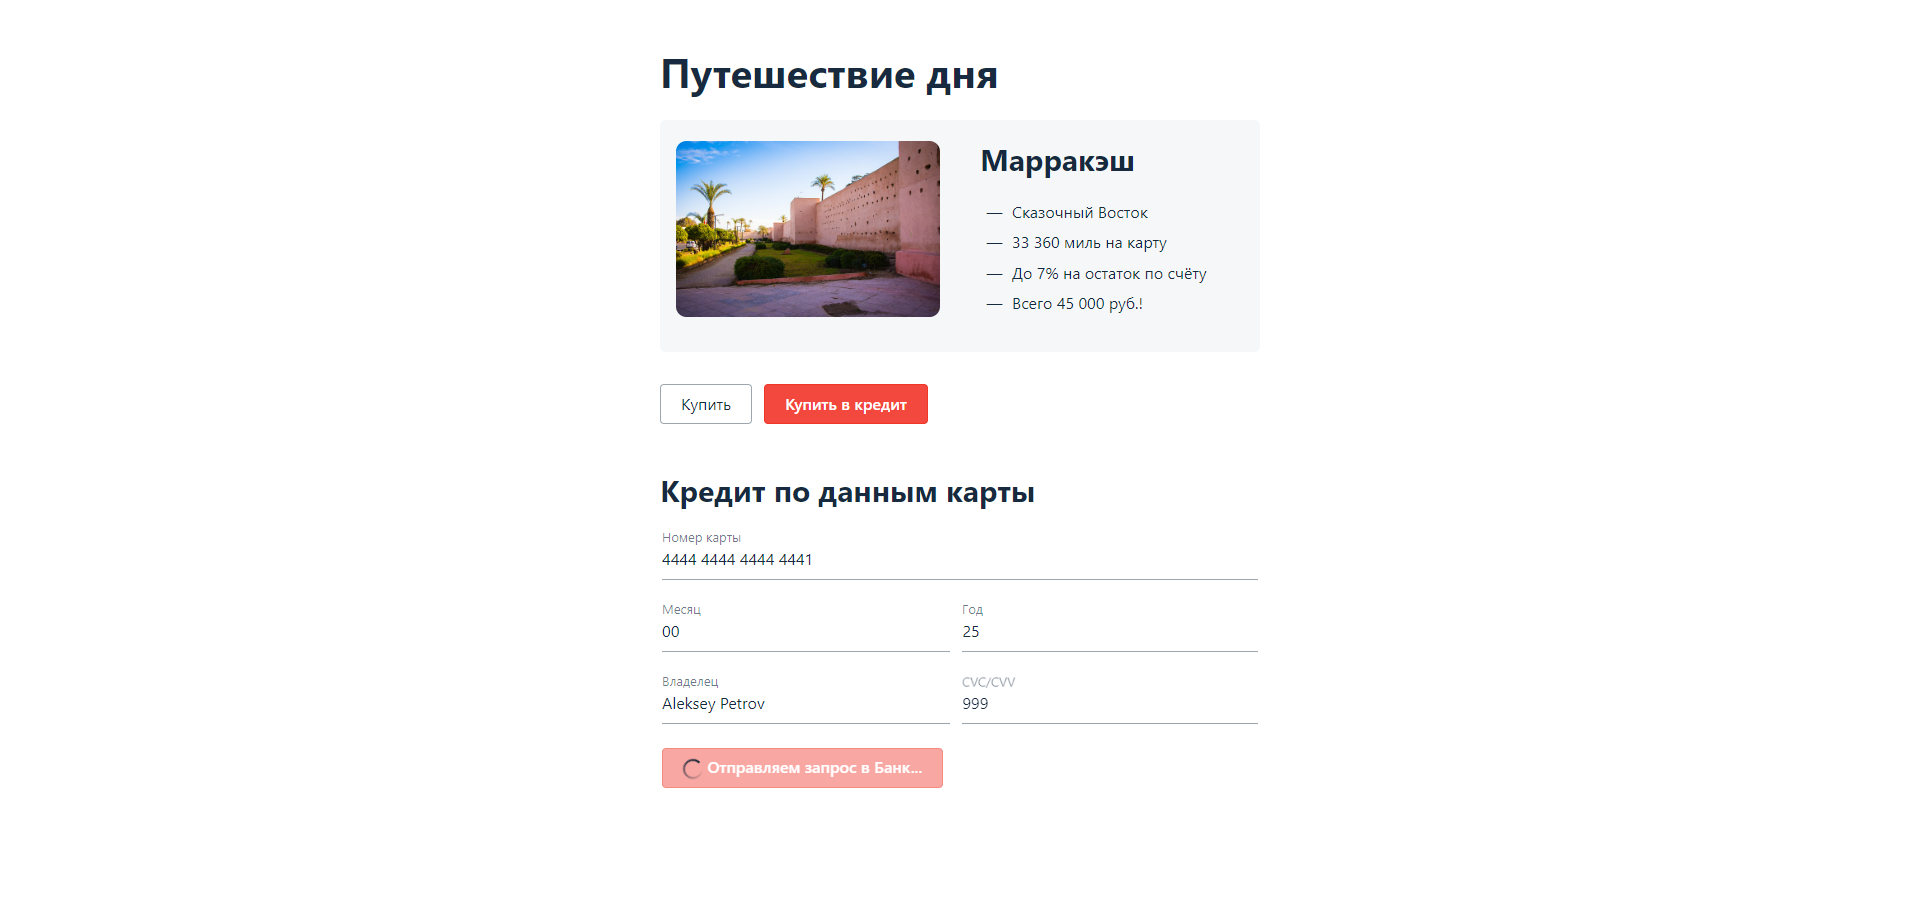 Путешествие дня
Марракэш
— Сказочный Восток
— 33 360 миль на карту
— До 7% на остаток по счёту
— Всего 45 000 руб.!
Купить
Купить в кредит
Кредит по данным карты
Номер карты
4444 4444 4444 4441
Месяц
Год
00
25
Владелец
CVC/CVV
Aleksey Petrov
999
Отправляем запрос в Банк...